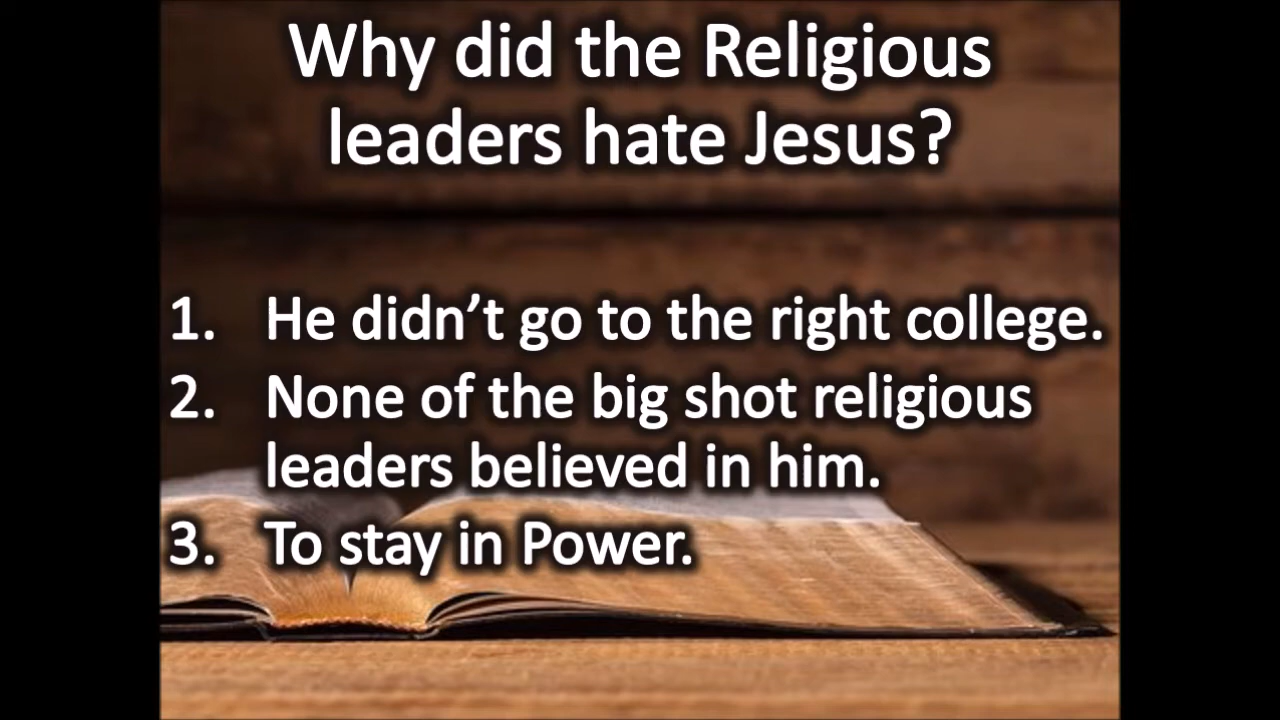 Why did the Religious
leaders hate Jesus?
1. He didn't go to the right college.
2. None of the big shot religious
leaders believed in him.
3. To stay in Power.